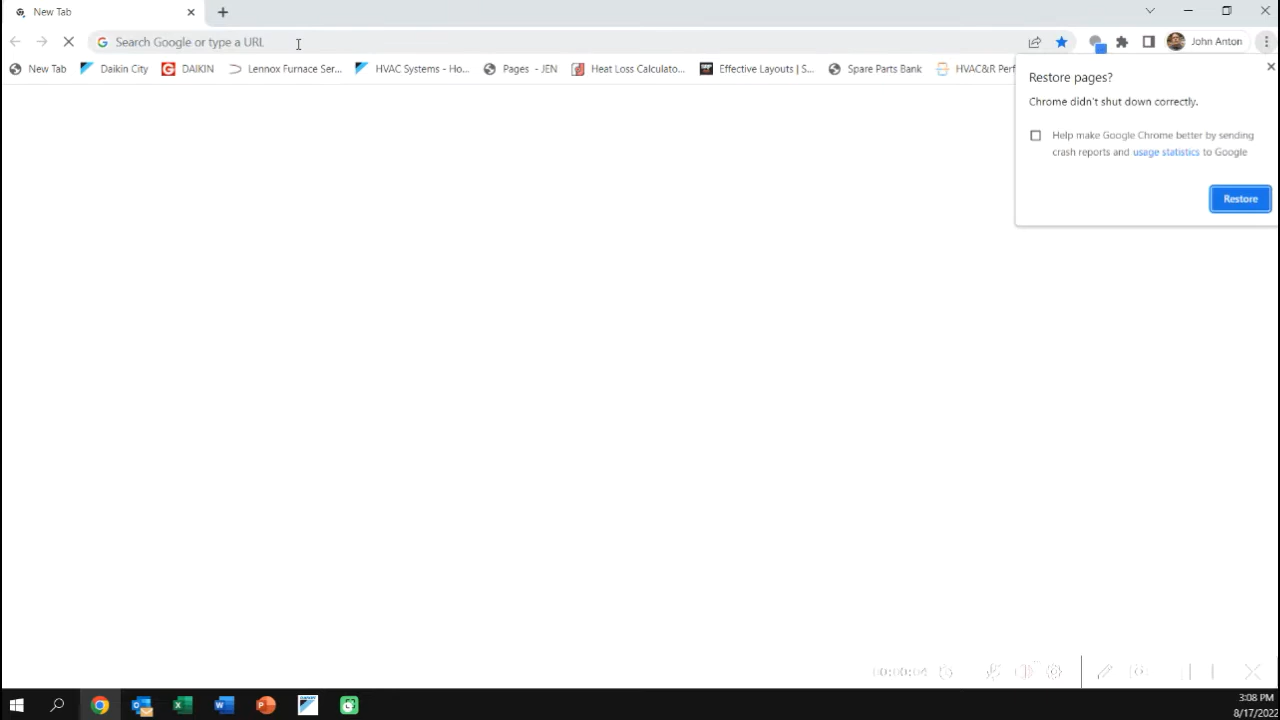 New Tab
Search Google or type a URL
John Anton
New Tab
Daikin City
DAIKIN
Lennox Furnace Ser...
HVAC Systems - Ho...
Pages - JEN
Heat Loss Calculato...
Effective Layouts | S...
Spare Parts Bank
HVAC&R Perf
Restore pages?
Chrome didn't shut down correctly.
Help make Google Chrome better by sending
crash reports and usage statistics to Google
Restore
00:00:04
3:08 PM
8/17/2022